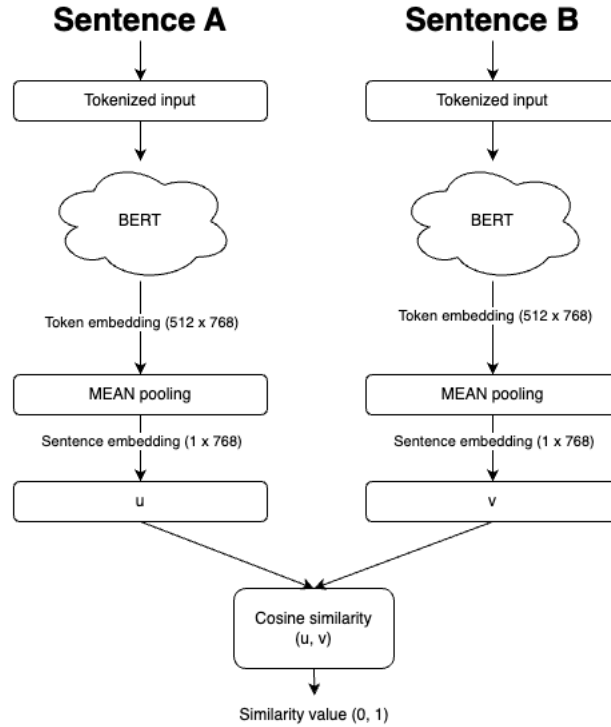 Sentence A
Sentence B
Tokenized input
Tokenized input
BERT
BERT
Token embedding (512 x 768)
Token embedding (512 x 768)
MEAN pooling
MEAN pooling
Sentence embedding (1 x 768)
Sentence embedding (1 x 768)
u
v
Cosine similarity
(u, v)
Similarity value (0, 1)